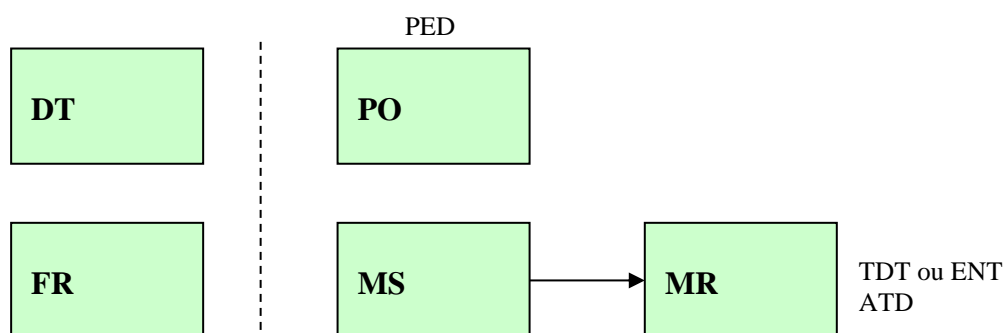 PED
DT
PO
FR
MS
MR
TDT ou ENT
ATD